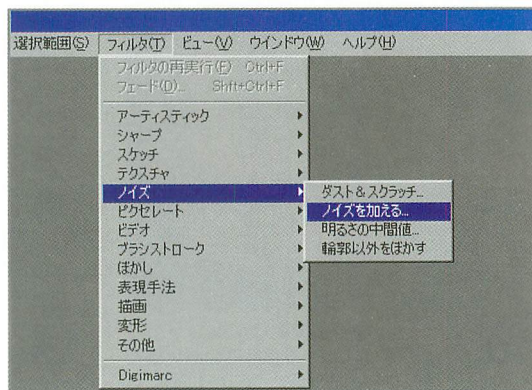 選択範囲(S) フィルタ(T) ビュー(V) ウインドウ(W) ヘルプ(H)
フィルタの再実行(F) Ctrl+F
フェード(D)... Shft+Ctrl+F
アーティスティック
シャープ
スケッチ
テクスチャ
ノイズ
ピクセレート
ビデオ
ブラシストローク
ぼかし
表現手法
描画
変形
その他
Digimarc
ダスト&スクラッチ...
ノイズを加える...
明るさの中間値...
輪郭以外をぼかす